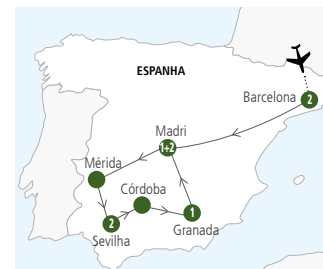 ESPANHA
Barcelona
2
Madri
1+2
Mérida
Córdoba
2
1
Sevilha
Granada